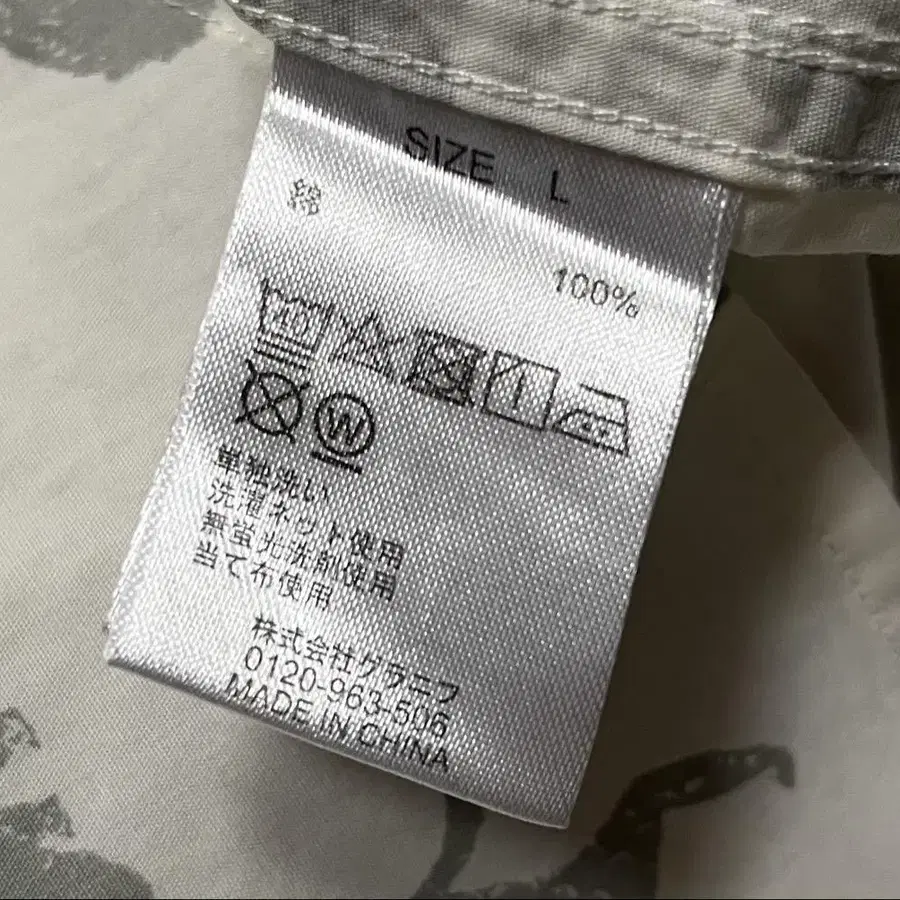 SIZE L
綿 100%
40
W
単独洗い
洗濯ネット使用
無蛍光洗剤使用
当て布使用
株式会社グラニフ
0120-963-506
MADE IN CHINA